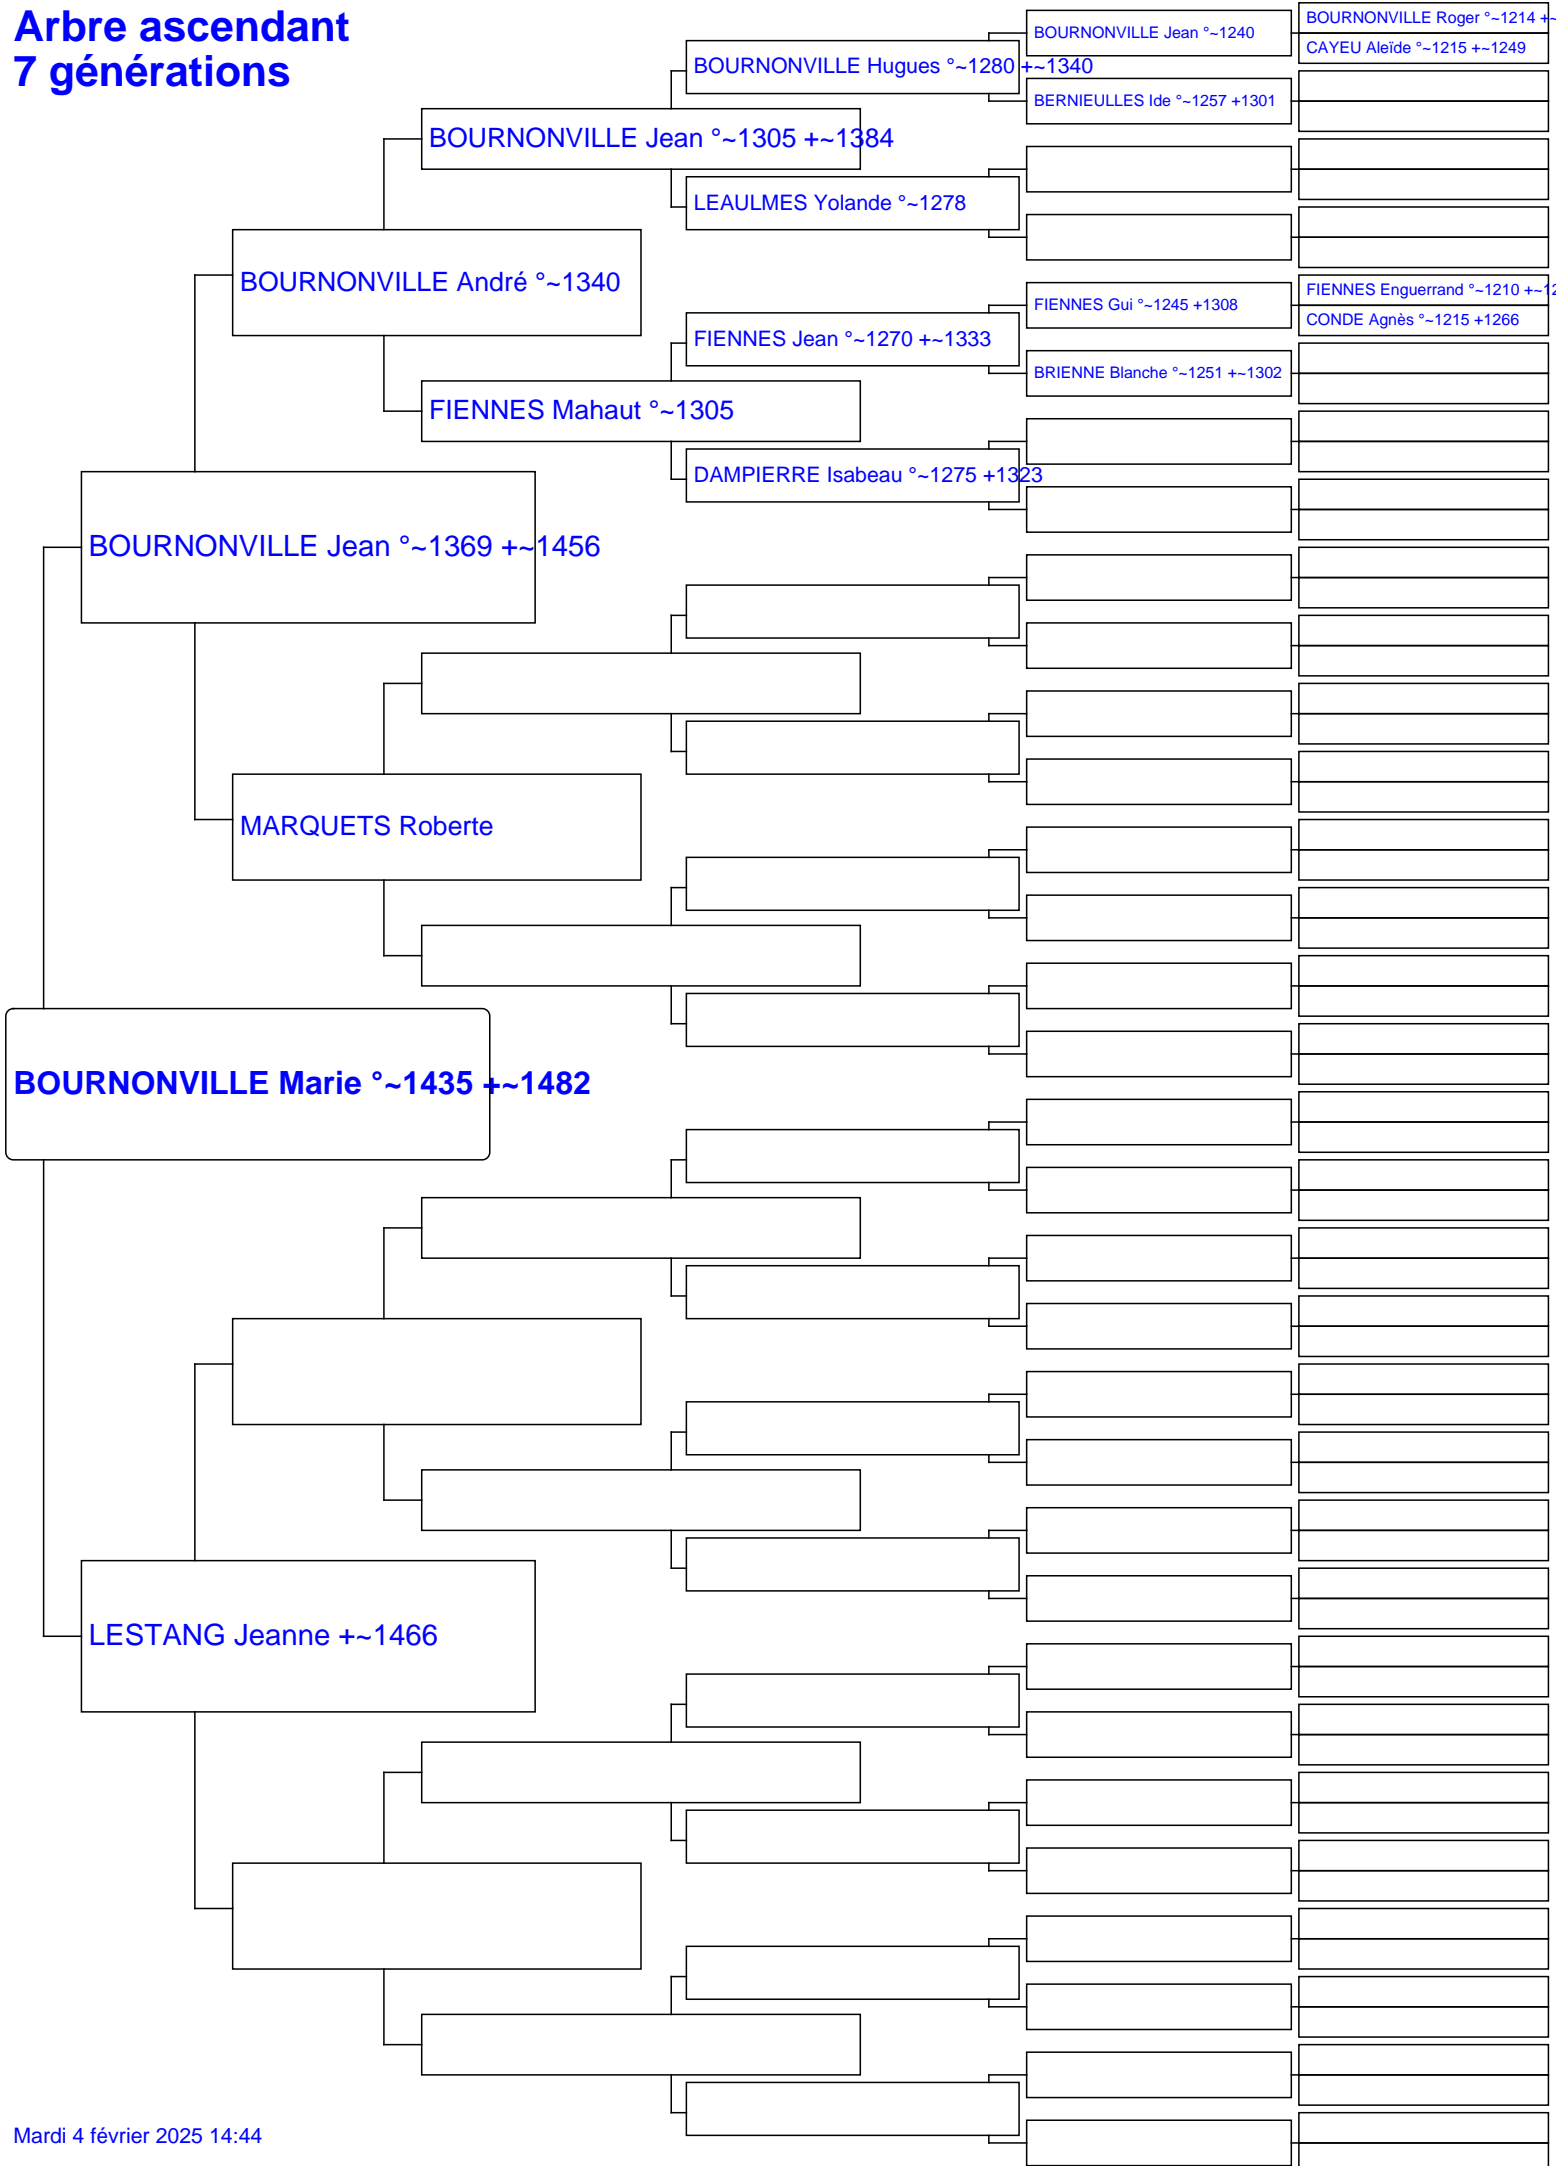 Arbre ascendant
7 générations
BOURNONVILLE Roger °~1214 +~
BOURNONVILLE Jean °~1240
CAYEU Aleïde °~1215 +~1249
BOURNONVILLE Hugues °~1280 +~1340
BERNIEULLES Ide °~1257 +1301
BOURNONVILLE Jean °~1305 +~1384
LEAULMES Yolande °~1278
BOURNONVILLE André °~1340
FIENNES Enguerrand °~1210 +~12
FIENNES Gui °~1245 +1308
CONDE Agnès °~1215 +1266
FIENNES Jean °~1270 +~1333
BRIENNE Blanche °~1251 +~1302
FIENNES Mahaut °~1305
DAMPIERRE Isabeau °~1275 +1323
BOURNONVILLE Jean °~1369 +~1456
MARQUETS Roberte
BOURNONVILLE Marie °~1435 +~1482
LESTANG Jeanne +~1466
Mardi 4 février 2025 14:44